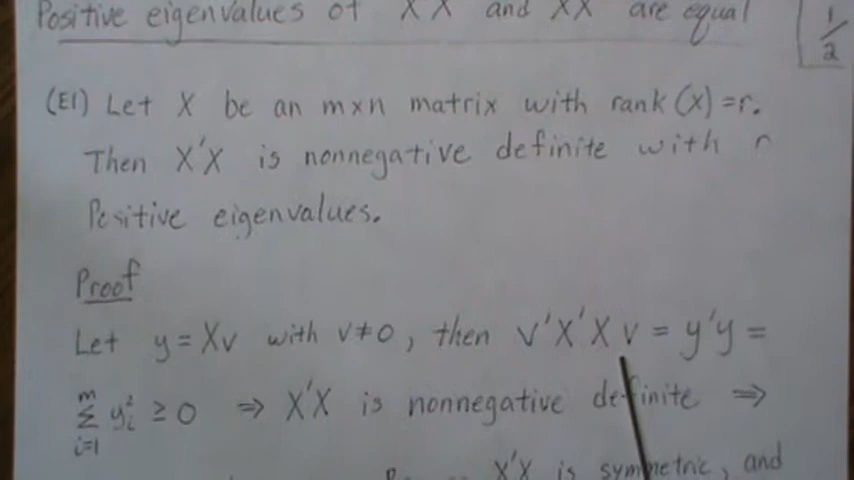 Positive eigenvalues of X'X and XX' are equal
1/2
(E1) Let X be an m×n matrix with rank(X)=r.
Then X'X is nonnegative definite with r
Positive eigenvalues.
Proof
Let y = Xv with v≠0, then v'X'Xv = y'y =
∑_{i=1}^{m} y_i² ≥ 0 ⇒ X'X is nonnegative definite ⇒
X'X is symmetric, and